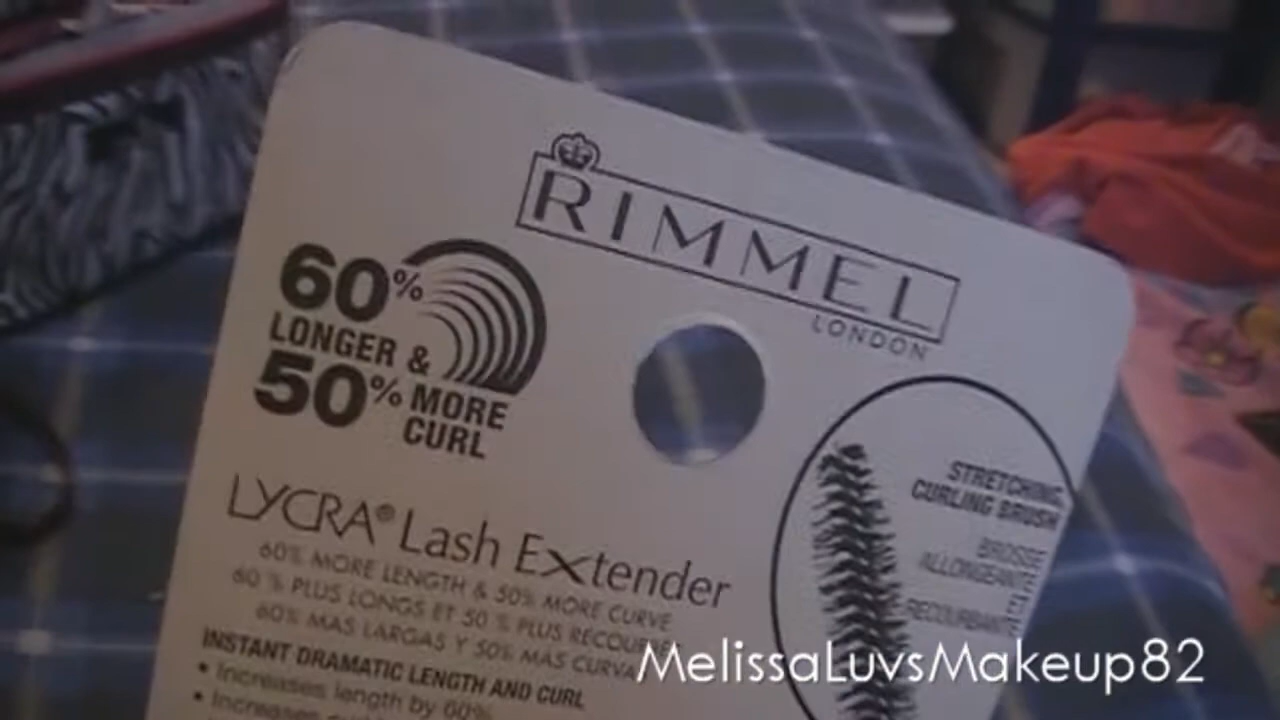 RIMMEL
LONDON
60%
LONGER &
50% MORE
CURL
STRETCHING
CURLING BRUSH
BROSSE
ALLONGEANTE
ET
RECOURBANTE
LYCRA® Lash Extender
60% MORE LENGTH & 50% MORE CURVE
60 % PLUS LONGS ET 50 % PLUS RECOURBÉS
60% MAS LARGAS Y 50% MAS CURVA
INSTANT DRAMATIC LENGTH AND CURL
• Increases length by 60%
• Increases
MelissaLuvsMakeup82